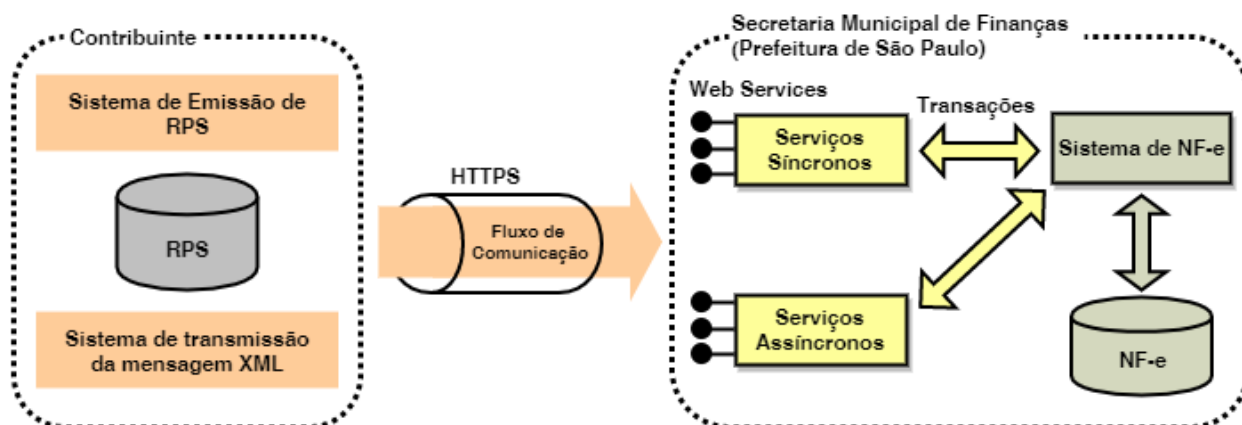 Contribuinte
Sistema de Emissão de
RPS
RPS
Sistema de transmissão
da mensagem XML
HTTPS
Fluxo de
Comunicação
Secretaria Municipal de Finanças
(Prefeitura de São Paulo)
Web Services
Transações
Serviços
Síncronos
Sistema de NF-e
Serviços
Assíncronos
NF-e